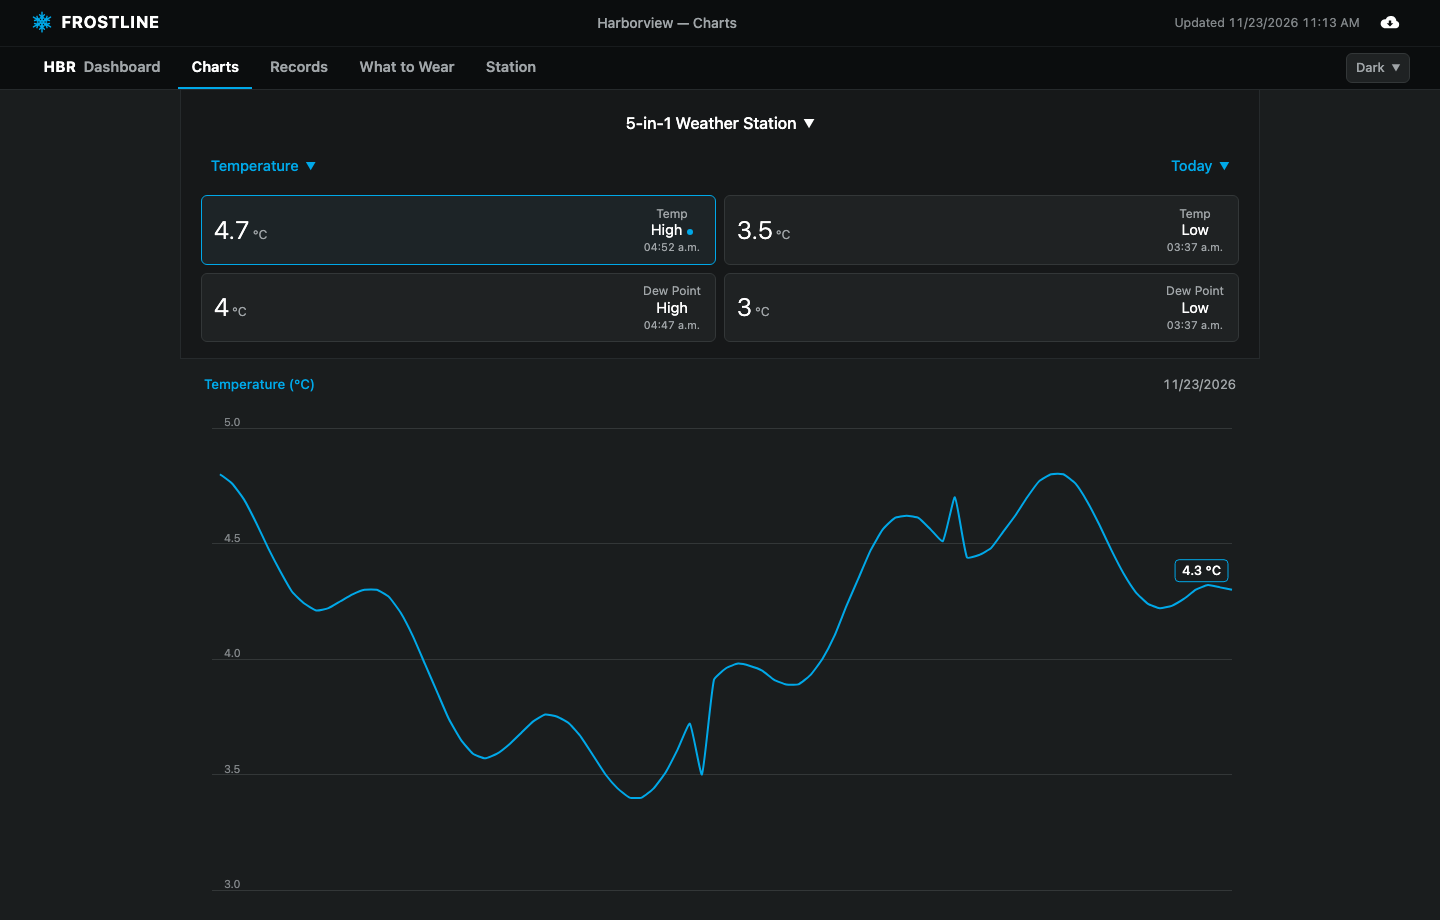 FROSTLINE
Harborview — Charts
Updated 11/23/2026 11:13 AM
HBR Dashboard Charts Records What to Wear Station
Dark ▼
5-in-1 Weather Station ▼
Temperature ▼
Today ▼
4.7 °C
Temp
High
04:52 a.m.
3.5 °C
Temp
Low
03:37 a.m.
4 °C
Dew Point
High
04:47 a.m.
3 °C
Dew Point
Low
03:37 a.m.
Temperature (°C)
11/23/2026
5.0
4.5
4.3 °C
4.0
3.5
3.0